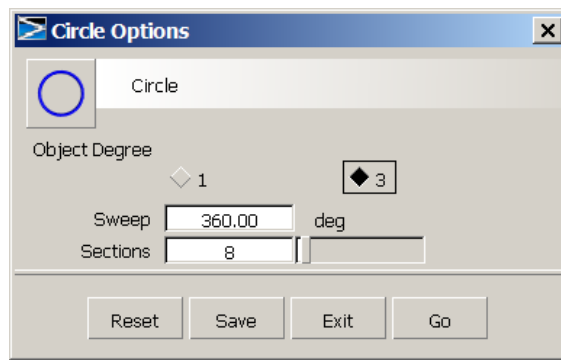 Circle Options
Circle
Object Degree
1 3
Sweep 360.00 deg
Sections 8
Reset Save Exit Go